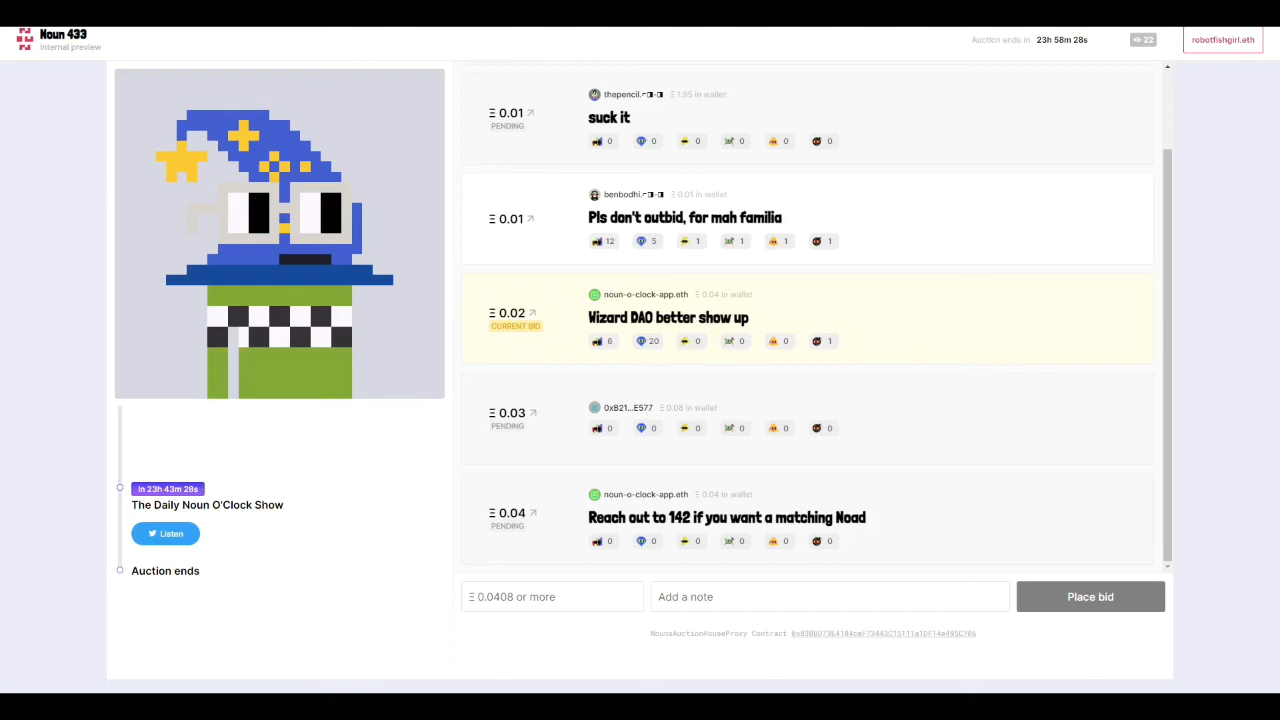 Noun 433
Internal preview
Auction ends in 23h 58m 28s
22
robotfishgirl.eth
Ξ 0.01
PENDING
thepencil.⌐◨-◨ Ξ 1.95 in wallet
suck it
0 0 0 0 0 0
Ξ 0.01
benbodhi.⌐◨-◨ Ξ 0.01 in wallet
Pls don't outbid, for mah familia
12 5 1 1 1 1
Ξ 0.02
CURRENT BID
noun-o-clock-app.eth Ξ 0.04 in wallet
Wizard DAO better show up
6 20 0 0 0 1
Ξ 0.03
PENDING
0xB21...E577 Ξ 0.08 in wallet
0 0 0 0 0 0
Ξ 0.04
PENDING
noun-o-clock-app.eth Ξ 0.04 in wallet
Reach out to 142 if you want a matching Noad
0 0 0 0 0 0
In 23h 43m 28s
The Daily Noun O'Clock Show
Listen
Auction ends
Ξ 0.0408 or more
Add a note
Place bid
NounsAuctionHouseProxy Contract